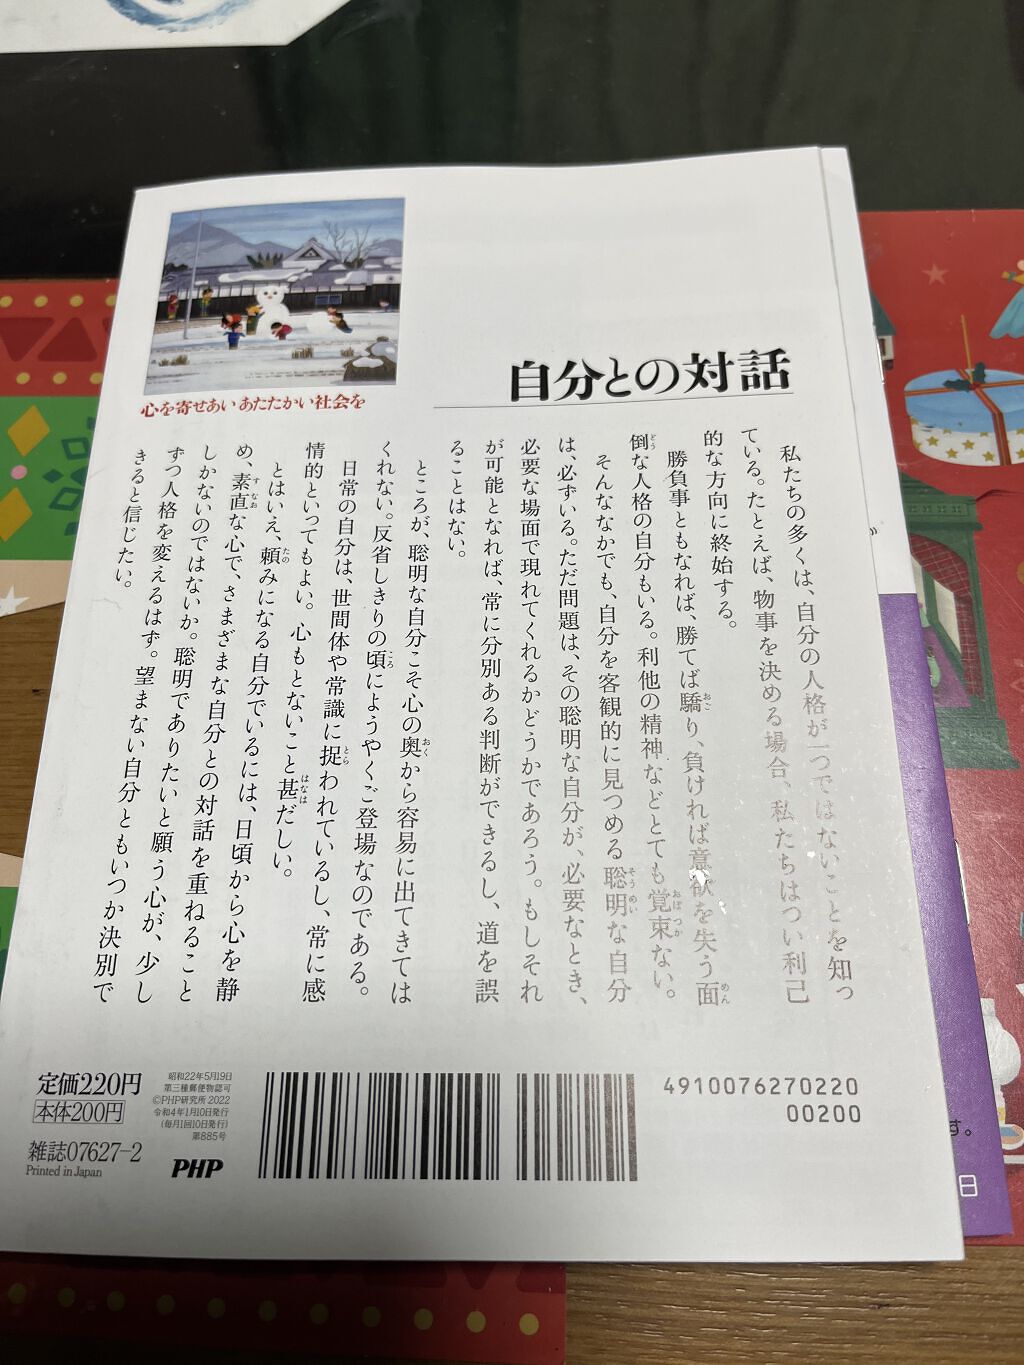 自分との対話
私たちの多くは、自分の人格が一つではないことを知っ
ている。たとえば、物事を決める場合、私たちはつい利己
的な方向に終始する。
勝負事ともなれば、勝てば驕り、負ければ意欲を失う面
倒な人格の自分もいる。利他の精神などとても覚束ない。
そんななかでも、自分を客観的に見つめる聡明な自分
は、必ずいる。ただ問題は、その聡明な自分が、必要なとき、
必要な場面で現れてくれるかどうかであろう。もしそれ
が可能となれば、常に分別ある判断ができるし、道を誤
ることはない。
ところが、聡明な自分こそ心の奥から容易に出てきては
くれない。反省しきりの頃にようやくご登場なのである。
日常の自分は、世間体や常識に捉われているし、常に感
情的といってもよい。心もとないこと甚だしい。
とはいえ、頼みになる自分でいるには、日頃から心を静
め、素直な心で、さまざまな自分との対話を重ねること
しかないのではないか。聡明でありたいと願う心が、少し
ずつ人格を変えるはず。望まない自分ともいつか決別で
きると信じたい。
心を寄せあい あたたかい社会を
定価220円
本体200円
雑誌07627-2
Printed in Japan
昭和22年5月19日
第三種郵便物認可
©PHP研究所 2022
令和4年1月10日発行
(毎月1回10日発行)
第885号
PHP
4910076270220
00200
す。
日